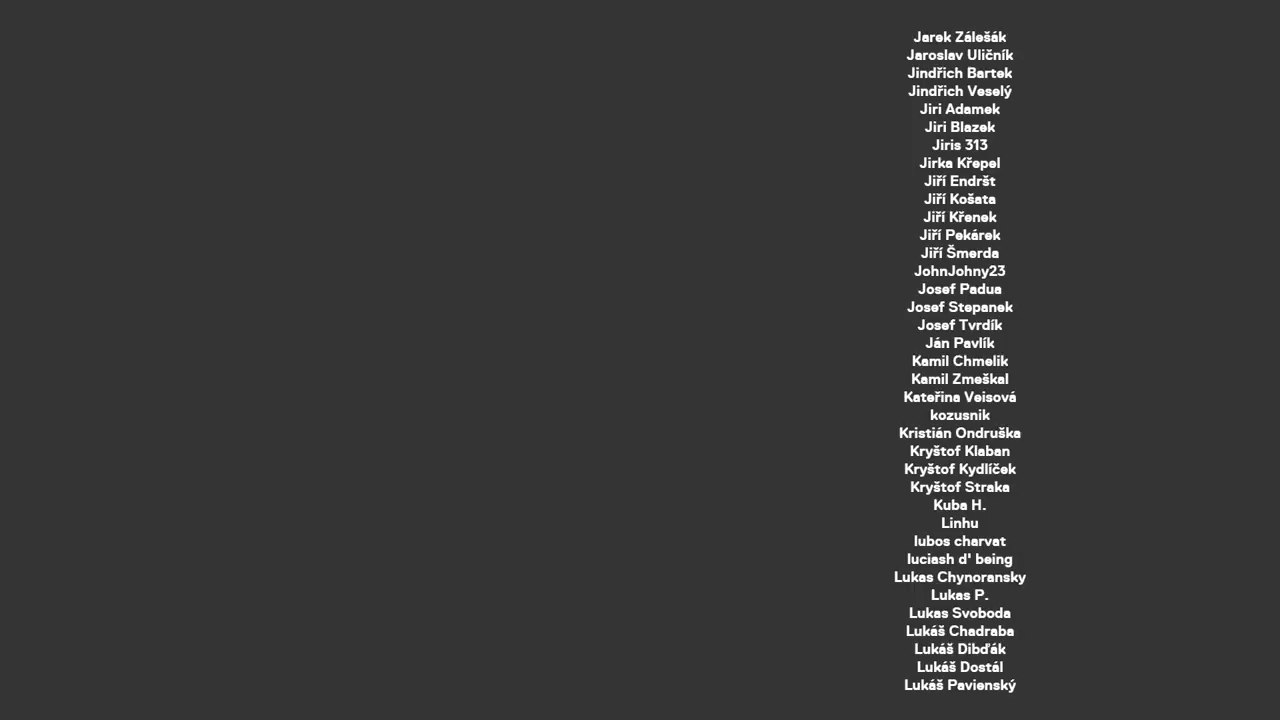 Jarek Zálešák
Jaroslav Uličník
Jindřich Bartek
Jindřich Veselý
Jiri Adamek
Jiri Blazek
Jiris 313
Jirka Křepel
Jiří Endršt
Jiří Košata
Jiří Křenek
Jiří Pekárek
Jiří Šmerda
JohnJohny23
Josef Padua
Josef Stepanek
Josef Tvrdík
Ján Pavlík
Kamil Chmelik
Kamil Zmeškal
Kateřina Veisová
kozusnik
Kristián Ondruška
Kryštof Klaban
Kryštof Kydlíček
Kryštof Straka
Kuba H.
Linhu
lubos charvat
luciash d' being
Lukas Chynoransky
Lukas P.
Lukas Svoboda
Lukáš Chadraba
Lukáš Dibďák
Lukáš Dostál
Lukáš Pavienský